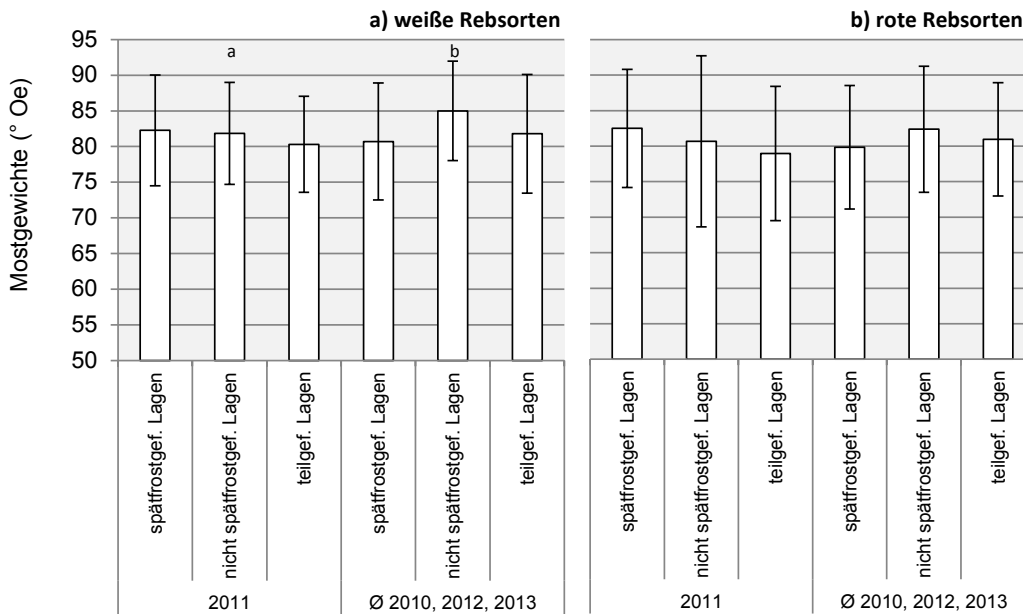 a) weiße Rebsorten
b) rote Rebsorten
Mostgewichte (° Oe)
95
90
85
80
75
70
65
60
55
50
a
b
spätfrostgef. Lagen
nicht spätfrostgef. Lagen
teilgef. Lagen
spätfrostgef. Lagen
nicht spätfrostgef. Lagen
teilgef. Lagen
spätfrostgef. Lagen
nicht spätfrostgef. Lagen
teilgef. Lagen
spätfrostgef. Lagen
nicht spätfrostgef. Lagen
teilgef. Lagen
2011
Ø 2010, 2012, 2013
2011
Ø 2010, 2012, 2013